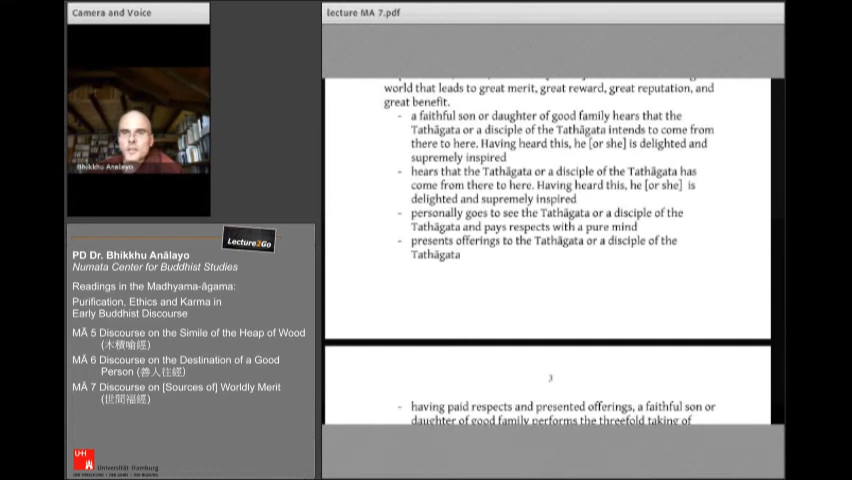 Camera and Voice
lecture MA 7.pdf
Bhikkhu Anālayo
Lecture2Go
PD Dr. Bhikkhu Anālayo
Numata Center for Buddhist Studies
Readings in the Madhyama-āgama:
Purification, Ethics and Karma in
Early Buddhist Discourse
MĀ 5 Discourse on the Simile of the Heap of Wood
(木積喻經)
MĀ 6 Discourse on the Destination of a Good
Person (善人往經)
MĀ 7 Discourse on [Sources of] Worldly Merit
(世間福經)
UH
Universität Hamburg
world that leads to great merit, great reward, great reputation, and
great benefit.
- a faithful son or daughter of good family hears that the
Tathāgata or a disciple of the Tathāgata intends to come from
there to here. Having heard this, he [or she] is delighted and
supremely inspired
- hears that the Tathāgata or a disciple of the Tathāgata has
come from there to here. Having heard this, he [or she] is
delighted and supremely inspired
- personally goes to see the Tathāgata or a disciple of the
Tathāgata and pays respects with a pure mind
- presents offerings to the Tathāgata or a disciple of the
Tathāgata
3
- having paid respects and presented offerings, a faithful son or
daughter of good family performs the threefold taking of